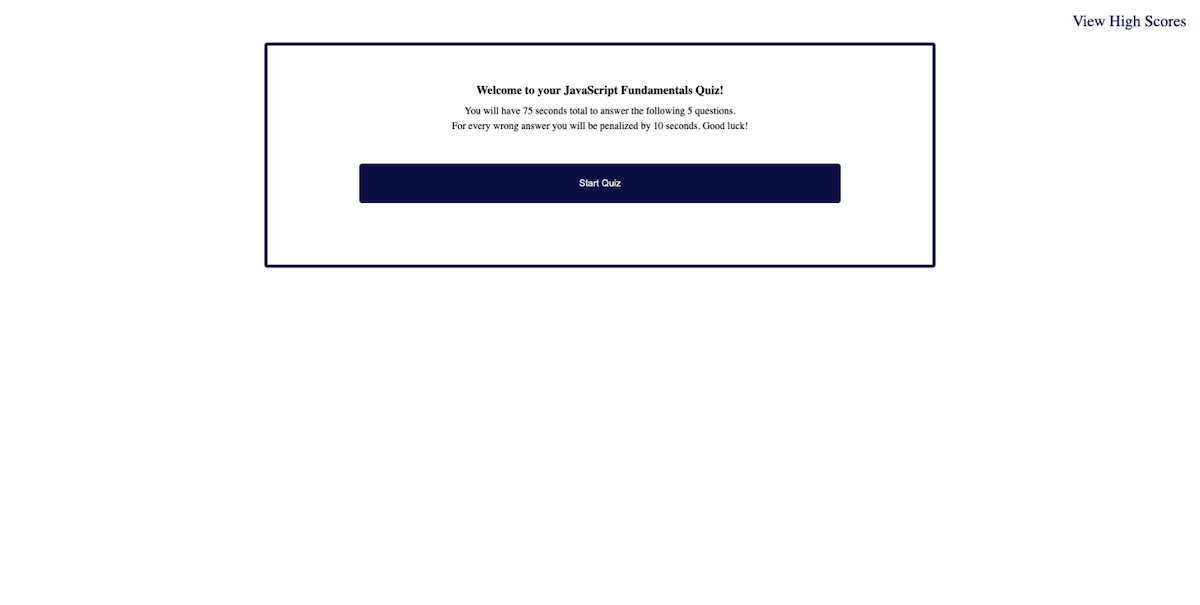 View High Scores
Welcome to your JavaScript Fundamentals Quiz!
You will have 75 seconds total to answer the following 5 questions.
For every wrong answer you will be penalized by 10 seconds. Good luck!
Start Quiz